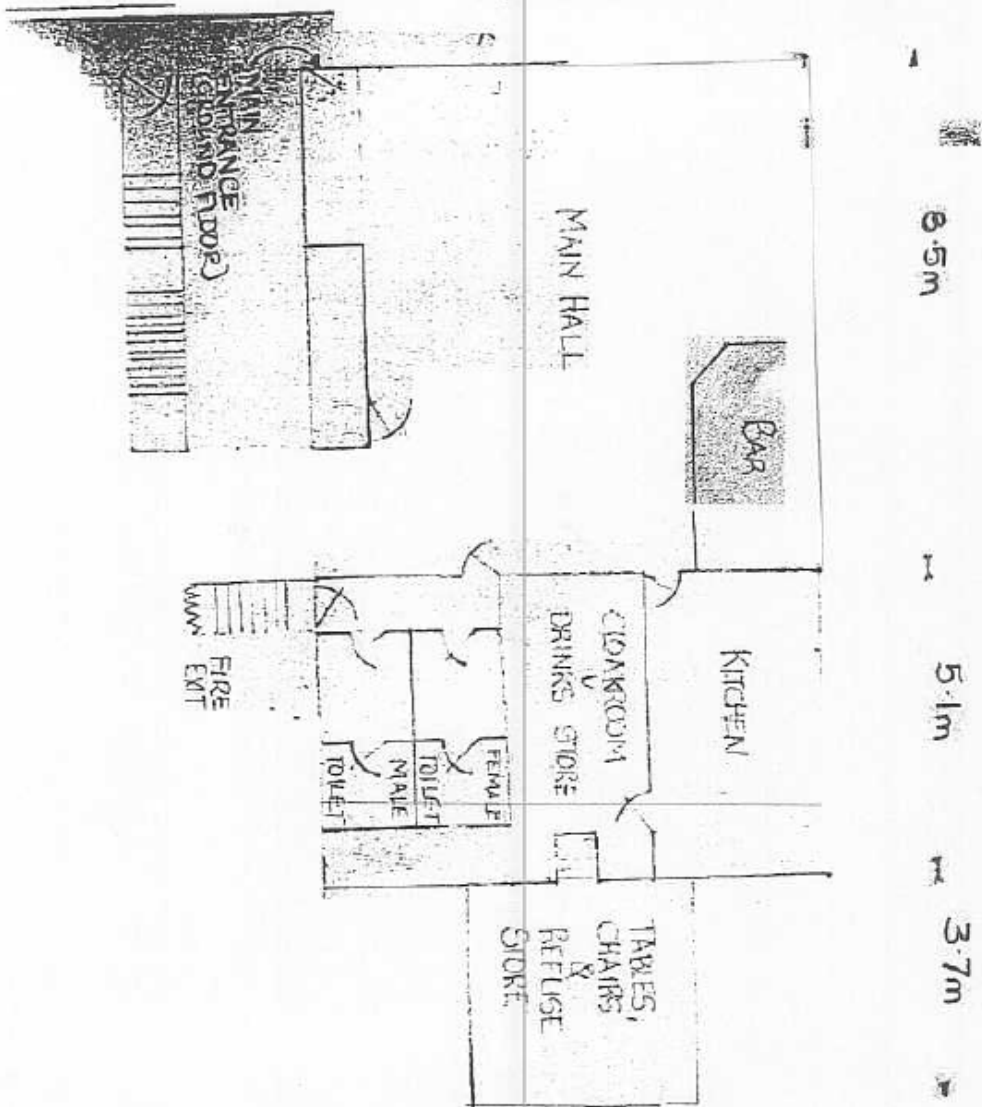 8.5m
5.1m
3.7m
MAIN HALL
BAR
KITCHEN
CLOAKROOM
&
DRINKS STORE
MAIN
ENTRANCE
(GROUND FLOOR)
FIRE
EXIT
FEMALE
TOILET
MALE
TOILET
TABLES,
CHAIRS
&
REFUSE
STORE.